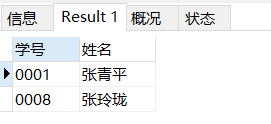 信息 Result 1 概况 状态
学号 姓名
0001 张青平
0008 张玲珑